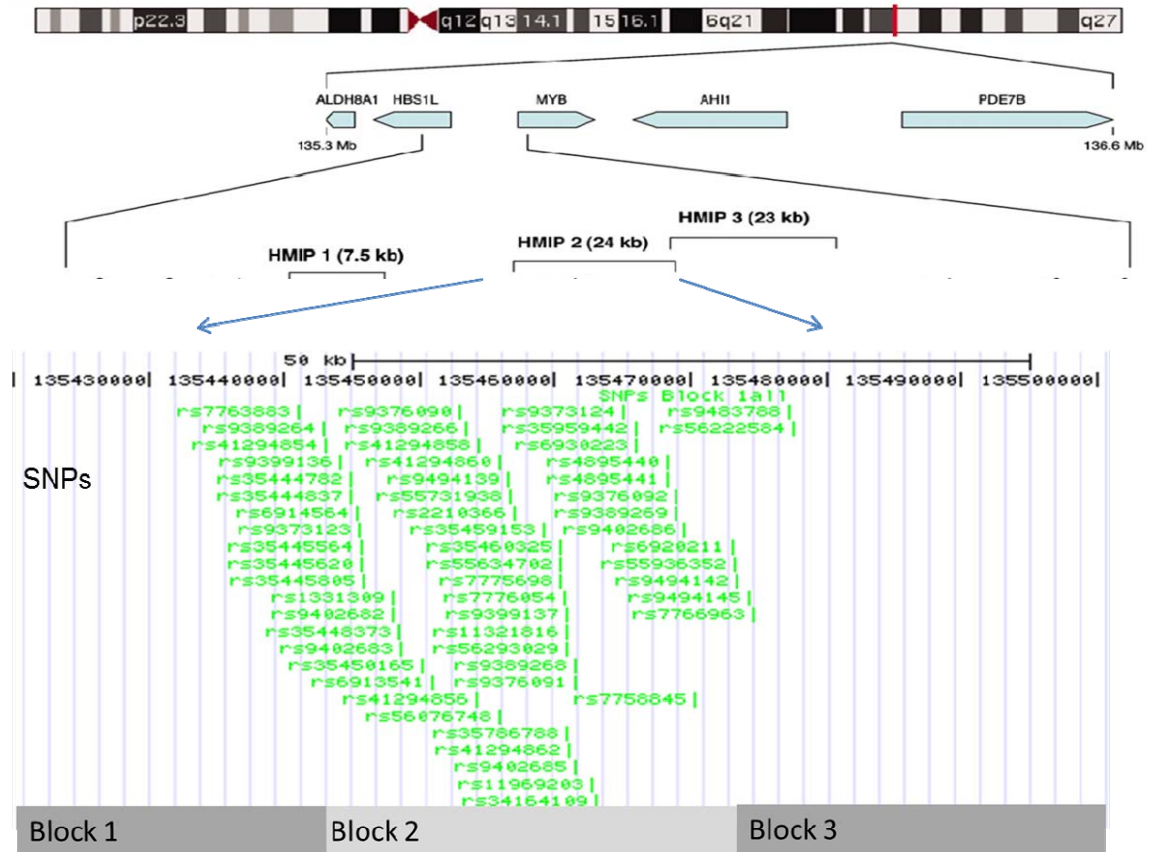 p22.3 q12 q13 14.1 15 16.1 6q21 q27
ALDH8A1 HBS1L MYB AHI1 PDE7B
135.3 Mb 136.6 Mb
HMIP 3 (23 kb)
HMIP 2 (24 kb)
HMIP 1 (7.5 kb)
50 kb
135430000 135440000 135450000 135460000 135470000 135480000 135490000 135500000
SNPs Block 1all
rs7763883 rs9376090 rs9373124 rs9483788
rs9389264 rs9389266 rs35959442 rs56222584
rs41294854 rs41294858 rs6930223
rs9399136 rs41294860 rs4895440
SNPs
rs35444782 rs9494139 rs4895441
rs35444837 rs55731938 rs9376092
rs6914564 rs2210366 rs9389269
rs9373123 rs35459153 rs9402686
rs35445564 rs35460325 rs6920211
rs35445620 rs55634702 rs55936352
rs35445805 rs7775698 rs9494142
rs1331309 rs7776054 rs9494145
rs9402682 rs9399137 rs7766963
rs35448373 rs11321816
rs9402683 rs56293029
rs35450165 rs9389268
rs6913541 rs9376091
rs41294856 rs7758845
rs56076748
rs35786788
rs41294862
rs9402685
rs11969203
rs34164109
Block 1 Block 2 Block 3